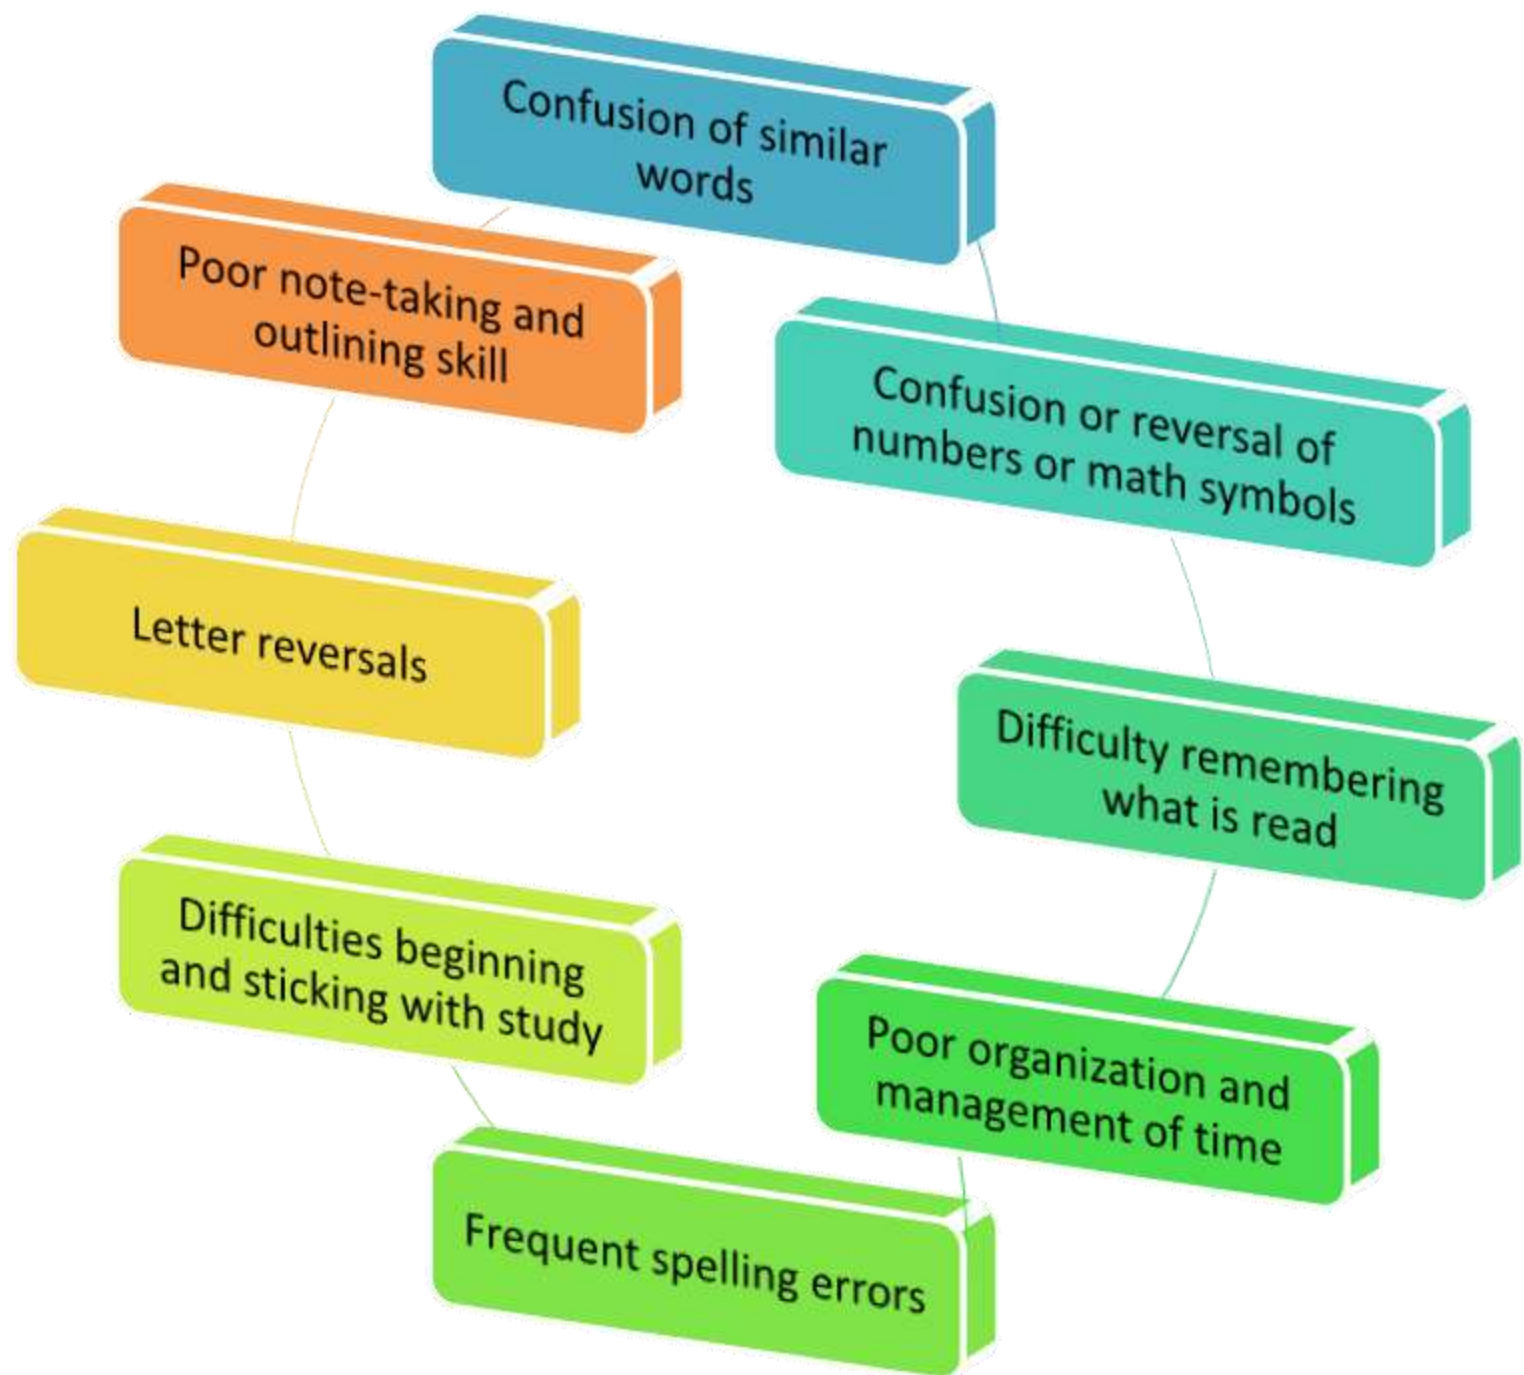 Confusion of similar
words
Confusion or reversal of
numbers or math symbols
Difficulty remembering
what is read
Poor organization and
management of time
Frequent spelling errors
Difficulties beginning
and sticking with study
Letter reversals
Poor note-taking and
outlining skill